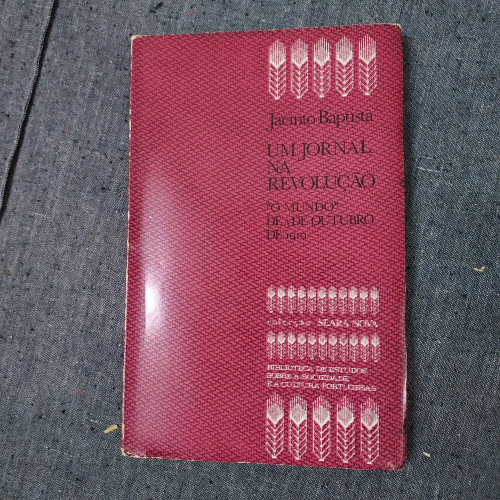 Jacinto Baptista
UM JORNAL
NA
REVOLUÇÃO
"O MUNDO"
DE 5 DE OUTUBRO
DE 1910
colecção SEARA NOVA
BIBLIOTECA DE ESTUDOS
SOBRE A SOCIEDADE
E A CULTURA PORTUGUESAS